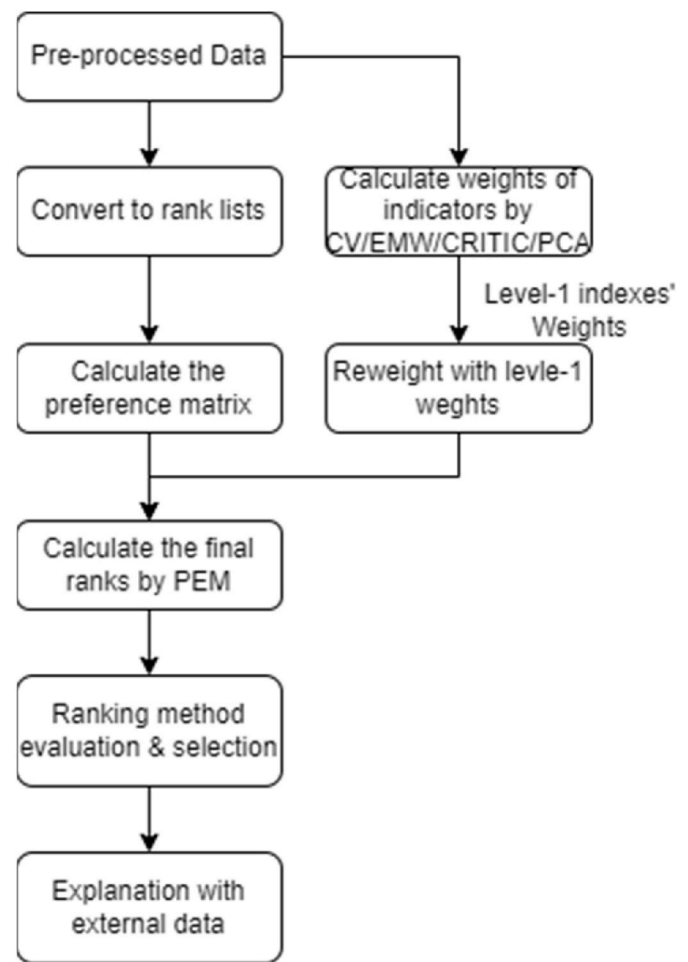 Pre-processed Data
Convert to rank lists
Calculate weights of
indicators by
CV/EMW/CRITIC/PCA
Level-1 indexes'
Weights
Calculate the
preference matrix
Reweight with levle-1
weghts
Calculate the final
ranks by PEM
Ranking method
evaluation & selection
Explanation with
external data